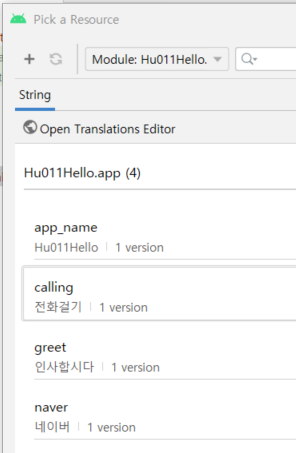 Pick a Resource
Module: Hu011Hello.
String
Open Translations Editor
Hu011Hello.app (4)
app_name
Hu011Hello | 1 version
calling
전화걸기 | 1 version
greet
인사합시다 | 1 version
naver
네이버 | 1 version